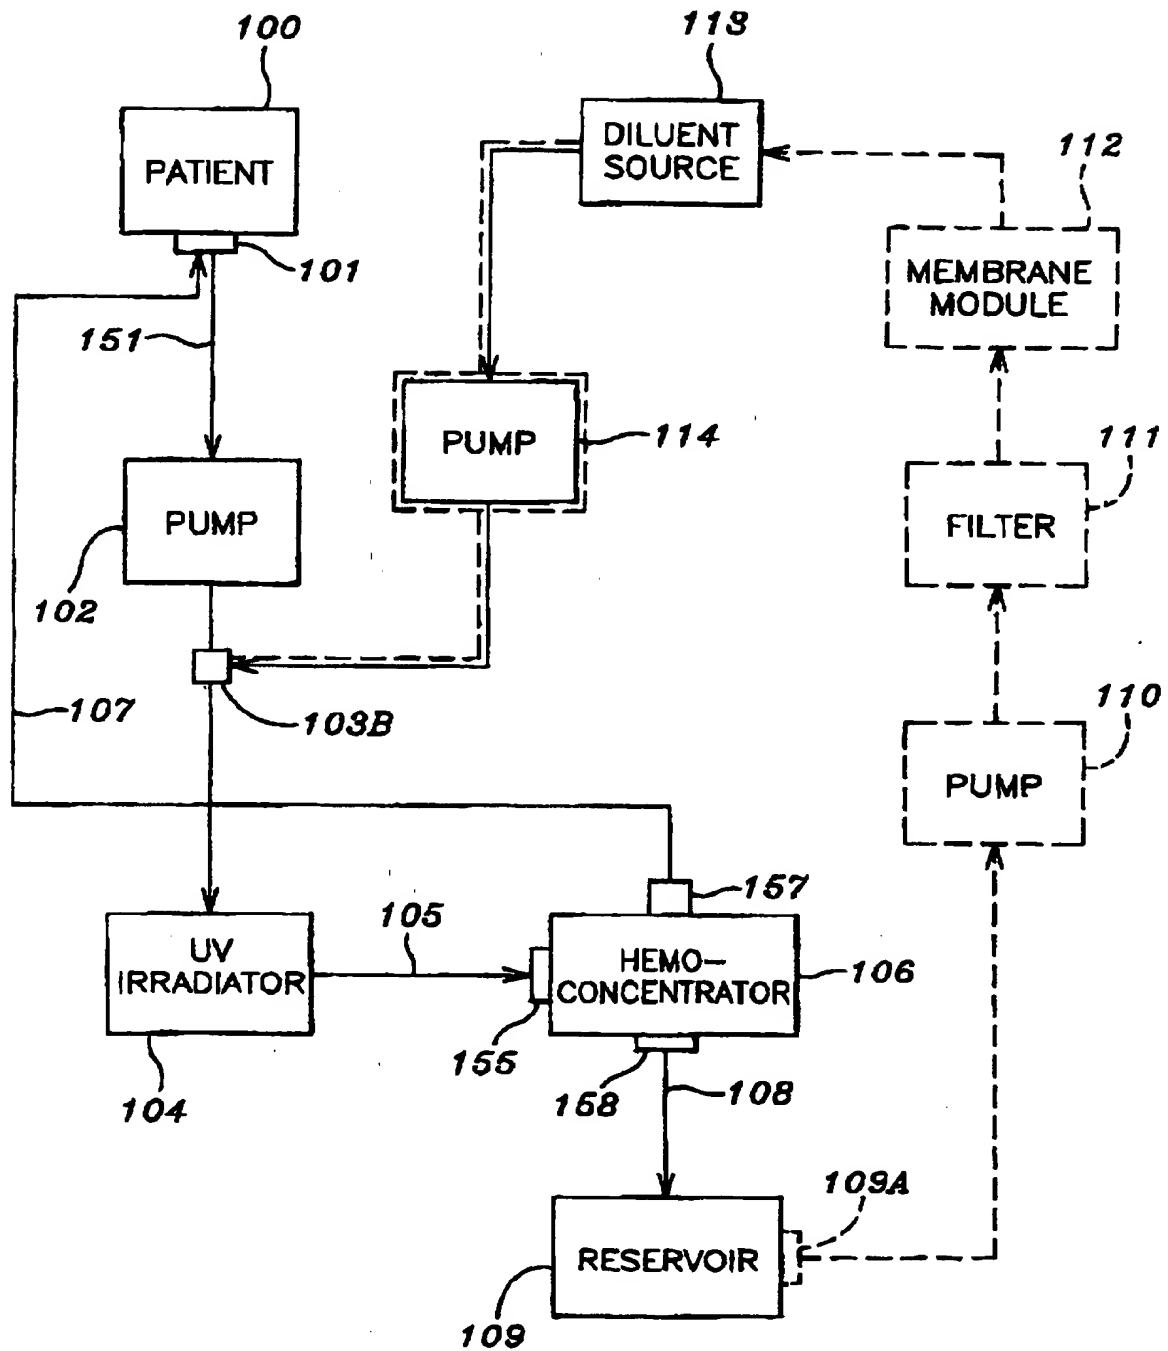 100
113
PATIENT
DILUENT
SOURCE
112
101
MEMBRANE
MODULE
151
PUMP
114
111
PUMP
FILTER
102
107
103B
110
PUMP
157
105
UV
IRRADIATOR
HEMO-
CONCENTRATOR
106
155
158
108
104
109A
RESERVOIR
109